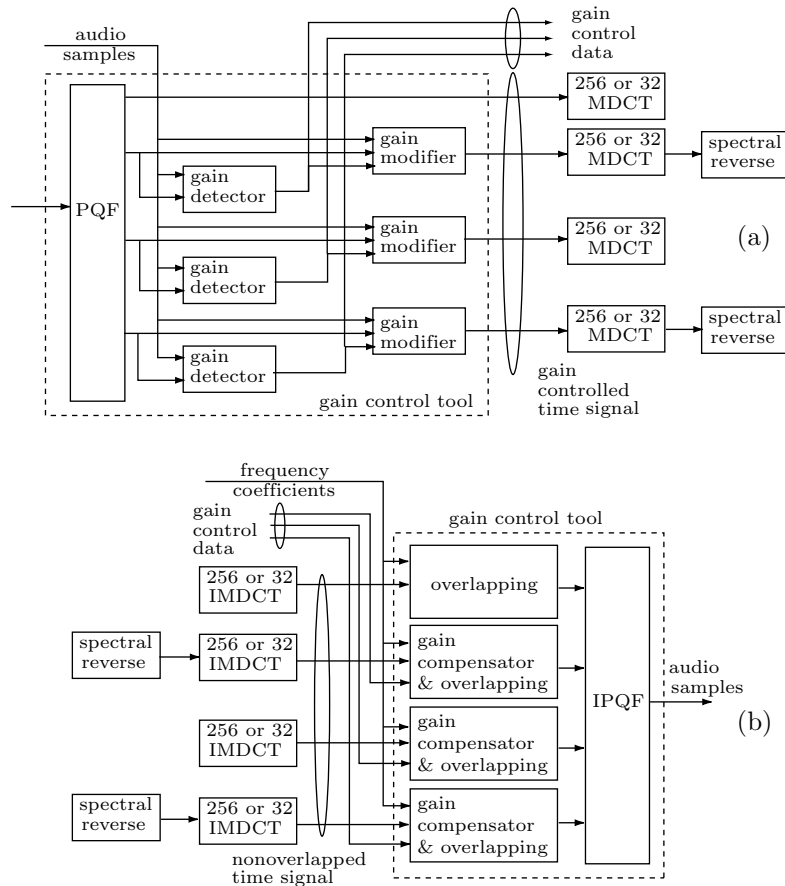 audio
samples
gain
control
data
256 or 32
MDCT
256 or 32
MDCT
spectral
reverse
gain
modifier
gain
detector
PQF
(a)
gain
modifier
256 or 32
MDCT
gain
detector
gain
modifier
256 or 32
MDCT
spectral
reverse
gain
detector
gain control tool
gain
controlled
time signal
frequency
coefficients
gain
control
data
gain control tool
256 or 32
IMDCT
overlapping
spectral
reverse
256 or 32
IMDCT
gain
compensator
& overlapping
IPQF
audio
samples
(b)
256 or 32
IMDCT
gain
compensator
& overlapping
spectral
reverse
256 or 32
IMDCT
gain
compensator
& overlapping
nonoverlapped
time signal